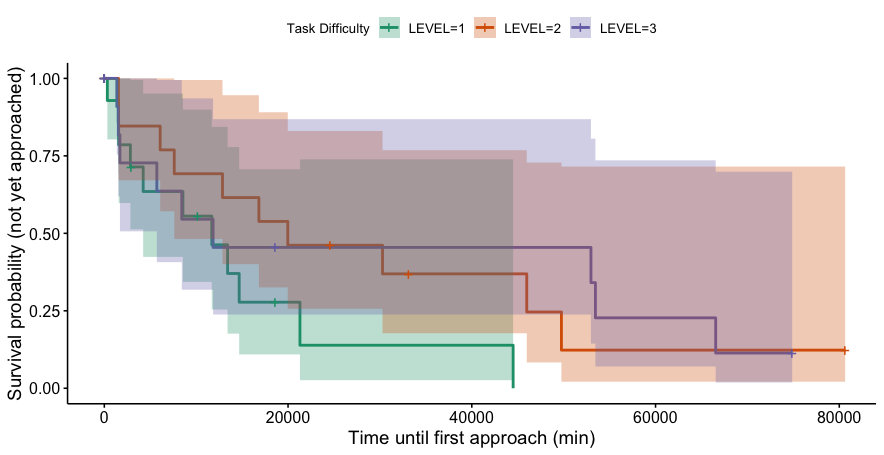 Task Difficulty LEVEL=1 LEVEL=2 LEVEL=3
Survival probability (not yet approached)
1.00
0.75
0.50
0.25
0.00
0 20000 40000 60000 80000
Time until first approach (min)